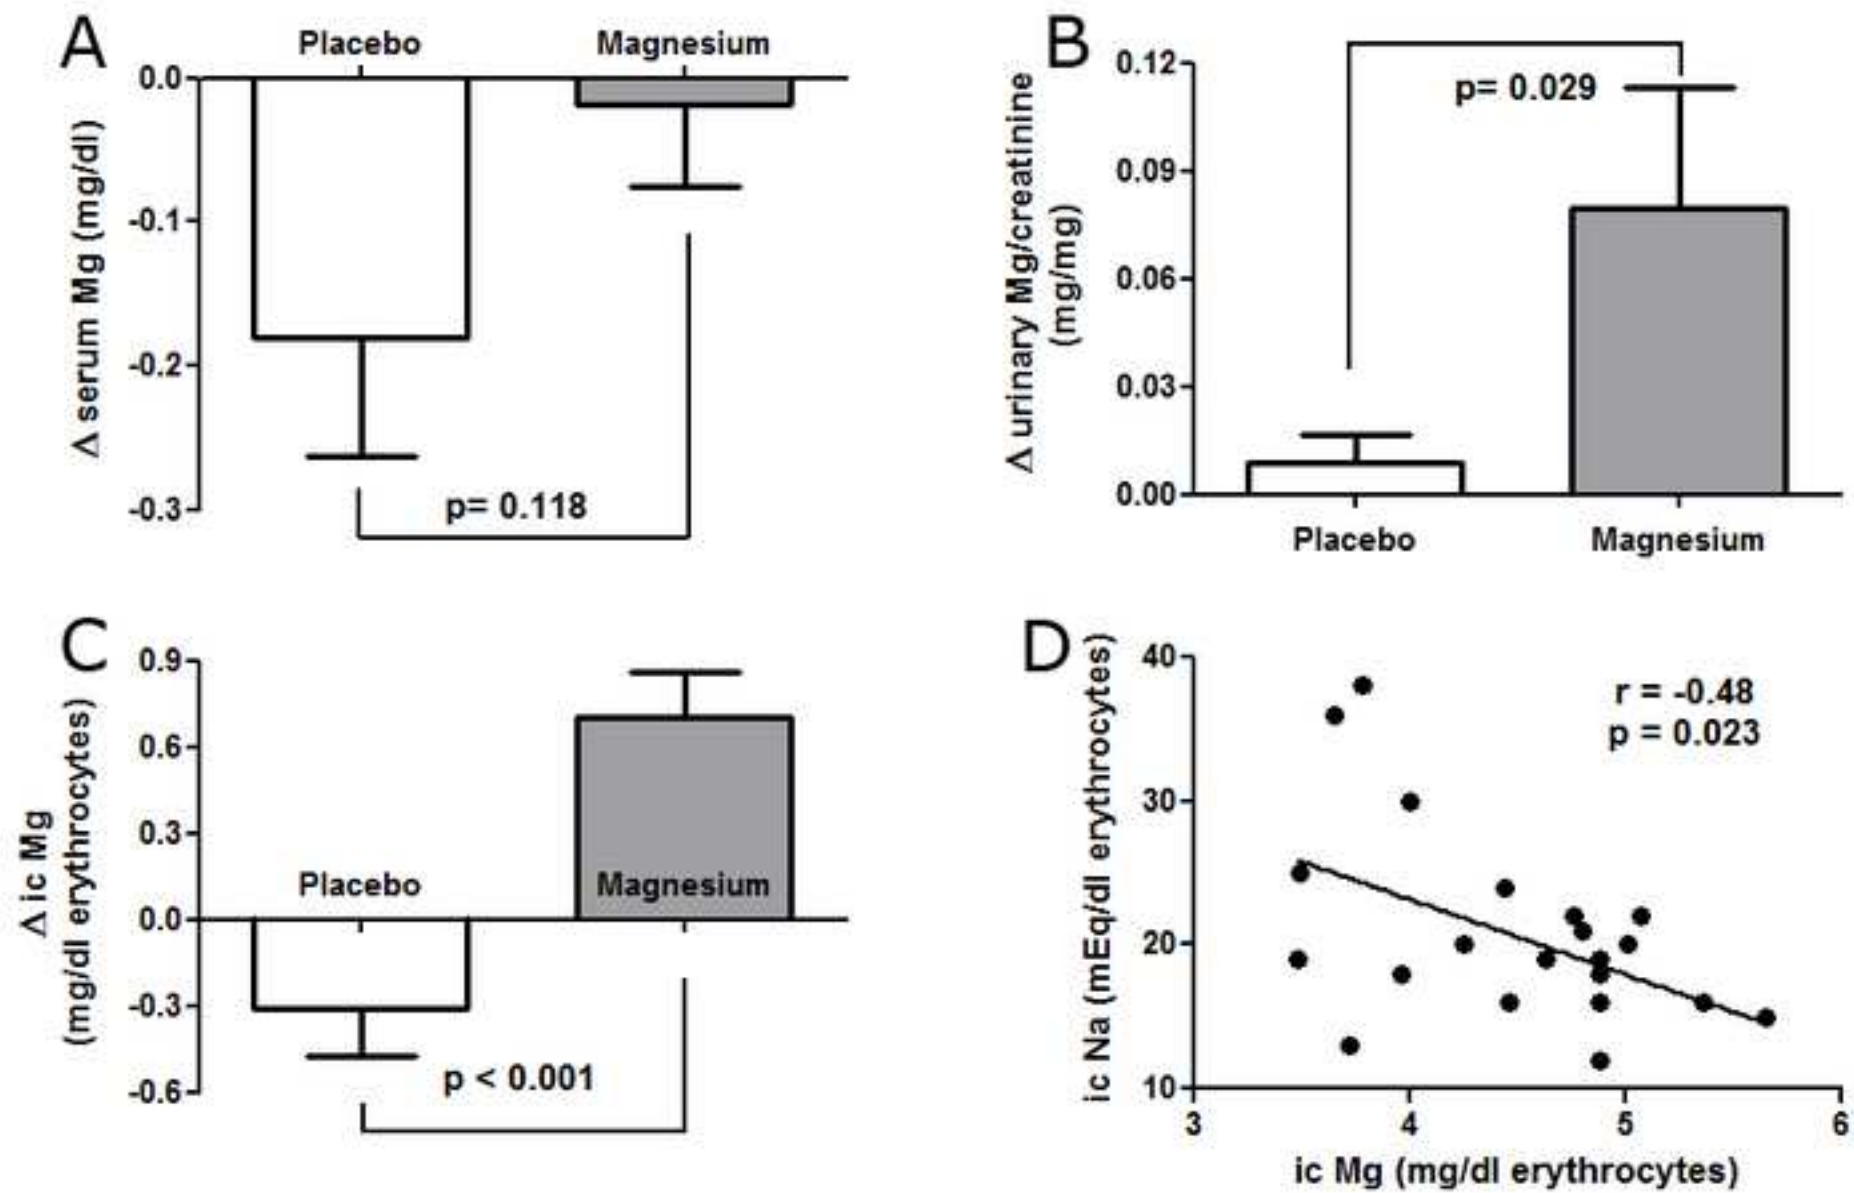 A
Placebo Magnesium
0.0
-0.1
-0.2
-0.3
Δ serum Mg (mg/dl)
p= 0.118
B
0.12
0.09
0.06
0.03
0.00
Δ urinary Mg/creatinine
(mg/mg)
p= 0.029
Placebo Magnesium
C
0.9
0.6
0.3
0.0
-0.3
-0.6
Δ ic Mg
(mg/dl erythrocytes)
Placebo Magnesium
p < 0.001
D
40
30
20
10
ic Na (mEq/dl erythrocytes)
r = -0.48
p = 0.023
3 4 5 6
ic Mg (mg/dl erythrocytes)